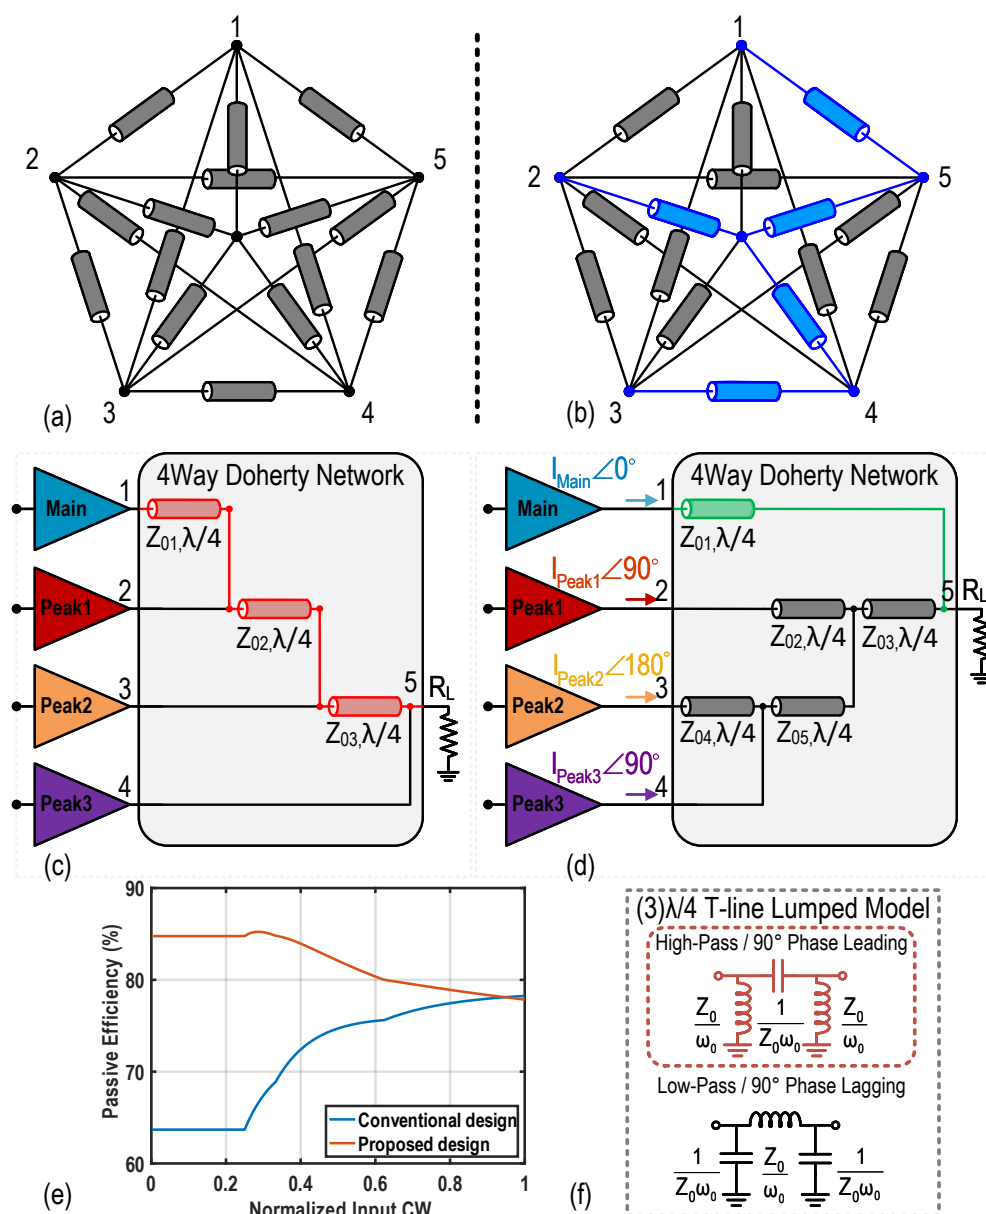 1
2
5
3
4
(a)
1
2
5
3
4
(b)
4Way Doherty Network
Main
1
Z01,λ/4
Peak1
2
Z02,λ/4
Peak2
3
5
RL
Z03,λ/4
Peak3
4
(c)
4Way Doherty Network
IMain∠0°
Main
1
Z01,λ/4
IPeak1∠90°
Peak1
2
5
RL
Z02,λ/4
Z03,λ/4
IPeak2∠180°
Peak2
3
Z04,λ/4
Z05,λ/4
IPeak3∠90°
Peak3
4
(d)
90
80
70
60
Passive Efficiency (%)
Conventional design
Proposed design
0
0.2
0.4
0.6
0.8
1
Normalized Input CW
(e)
(3)λ/4 T-line Lumped Model
High-Pass / 90° Phase Leading
Z0/ω0
1/Z0ω0
Z0/ω0
Low-Pass / 90° Phase Lagging
1/Z0ω0
Z0/ω0
1/Z0ω0
(f)